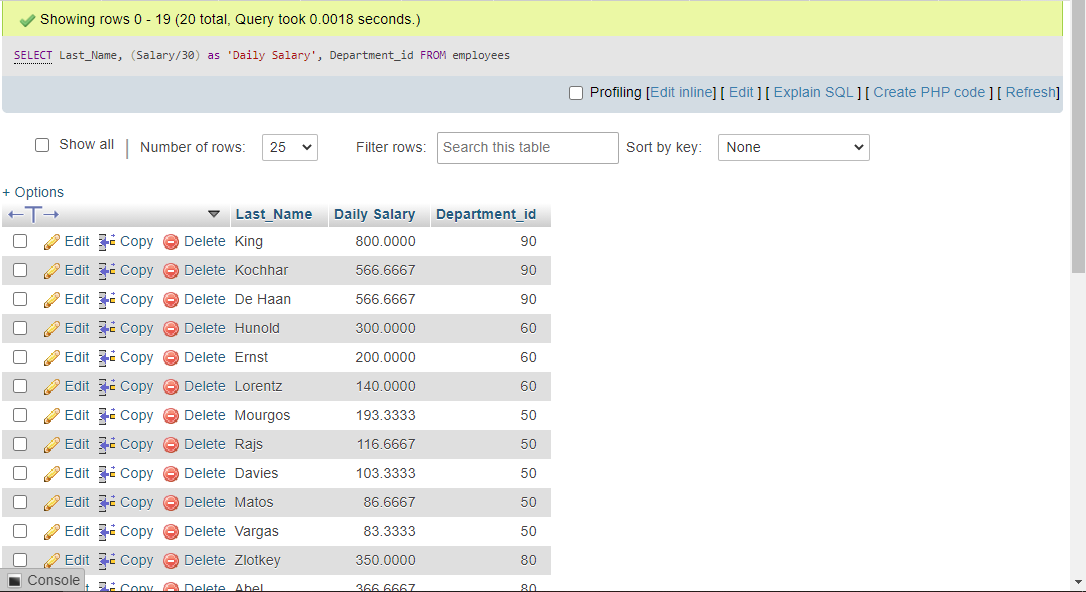 Showing rows 0 - 19 (20 total, Query took 0.0018 seconds.)
SELECT Last_Name, (Salary/30) as 'Daily Salary', Department_id FROM employees
Profiling [Edit inline] [ Edit ] [ Explain SQL ] [ Create PHP code ] [ Refresh]
Show all | Number of rows: 25 Filter rows: Search this table Sort by key: None
+ Options
←T→ Last_Name Daily Salary Department_id
Edit Copy Delete King 800.0000 90
Edit Copy Delete Kochhar 566.6667 90
Edit Copy Delete De Haan 566.6667 90
Edit Copy Delete Hunold 300.0000 60
Edit Copy Delete Ernst 200.0000 60
Edit Copy Delete Lorentz 140.0000 60
Edit Copy Delete Mourgos 193.3333 50
Edit Copy Delete Rajs 116.6667 50
Edit Copy Delete Davies 103.3333 50
Edit Copy Delete Matos 86.6667 50
Edit Copy Delete Vargas 83.3333 50
Edit Copy Delete Zlotkey 350.0000 80
Console
Copy Delete Abel 366.6667 80